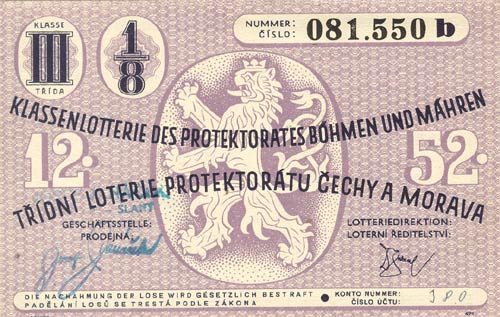 KLASSE
III
TŘÍDA
1/8
NUMMER:
ČÍSLO:
081.550 b
KLASSENLOTTERIE DES PROTEKTORATES BÖHMEN UND MÄHREN
12.
52.
TŘÍDNÍ LOTERIE PROTEKTORÁTU ČECHY A MORAVA
SLANÝ
GESCHÄFTSSTELLE:
PRODEJNA:
LOTTERIEDIREKTION:
LOTERNÍ ŘEDITELSTVÍ:
DIE NACHAHMUNG DER LOSE WIRD GESETZLICH BESTRAFT
PADĚLÁNÍ LOSŮ SE TRESTÁ PODLE ZÁKONA
KONTO NUMMER:
ČÍSLO ÚČTU:
380